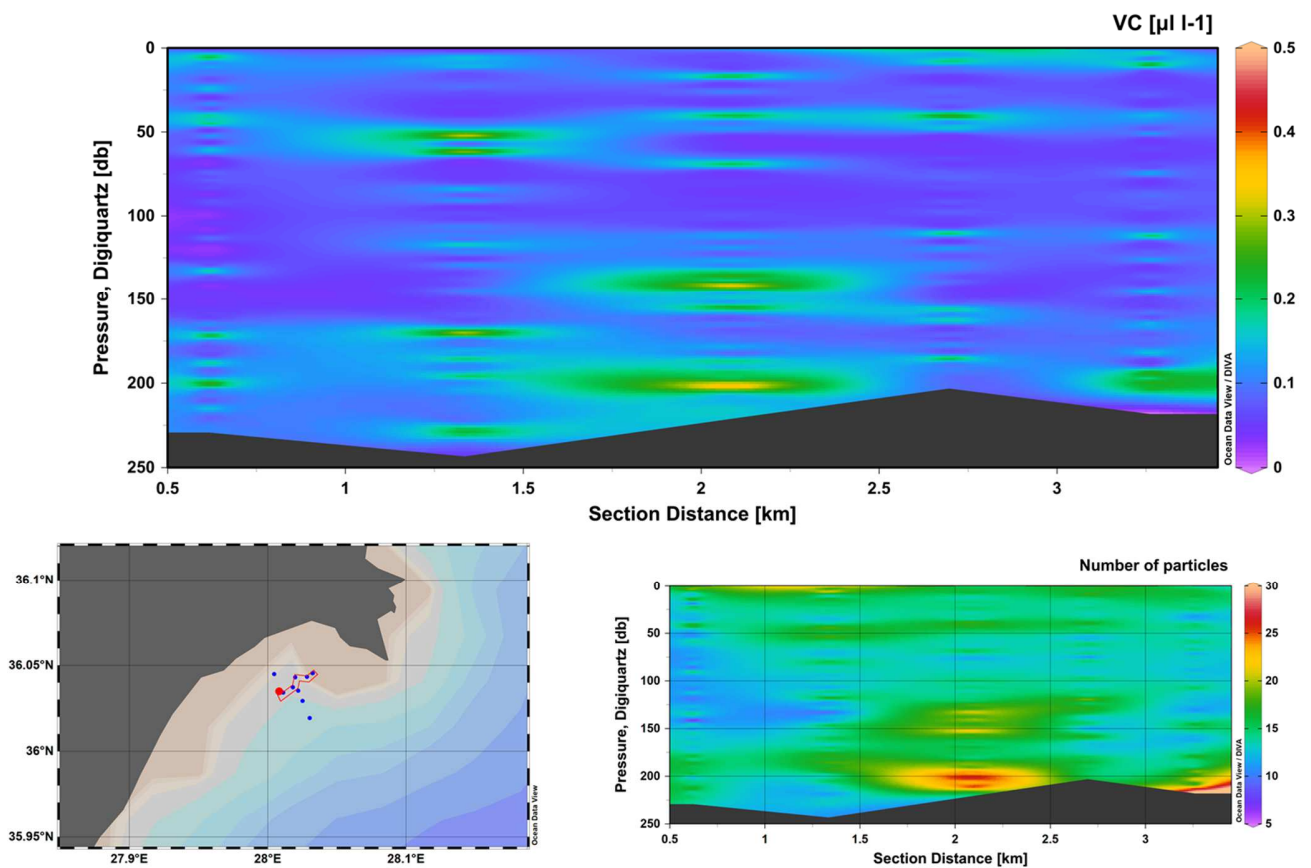 VC [µl l-1]
0
50
100
150
200
250
Pressure, Digiquartz [db]
0.5
1
1.5
2
2.5
3
Section Distance [km]
0.5
0.4
0.3
0.2
0.1
0
Ocean Data View / DIVA
36.1°N
36.05°N
36°N
35.95°N
27.9°E
28°E
28.1°E
Ocean Data View
Number of particles
0
50
100
150
200
250
Pressure, Digiquartz [db]
0.5
1
1.5
2
2.5
3
Section Distance [km]
30
25
20
15
10
5
Ocean Data View / DIVA